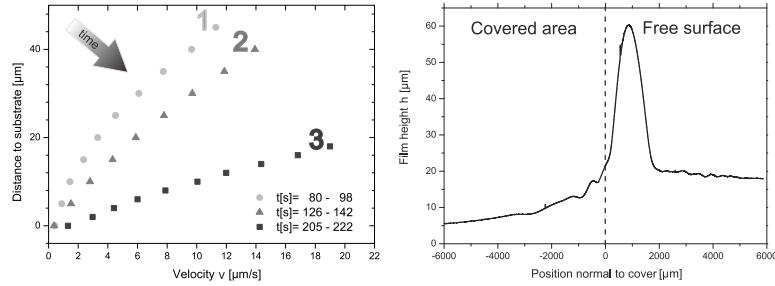 1
2
3
time
t[s]= 80 - 98
t[s]= 126 - 142
t[s]= 205 - 222
Distance to substrate [µm]
0
20
40
0 2 4 6 8 10 12 14 16 18 20 22
Velocity v [µm/s]
Covered area Free surface
Film height h [µm]
60
50
40
30
20
10
0
-6000 -4000 -2000 0 2000 4000 6000
Position normal to cover [µm]